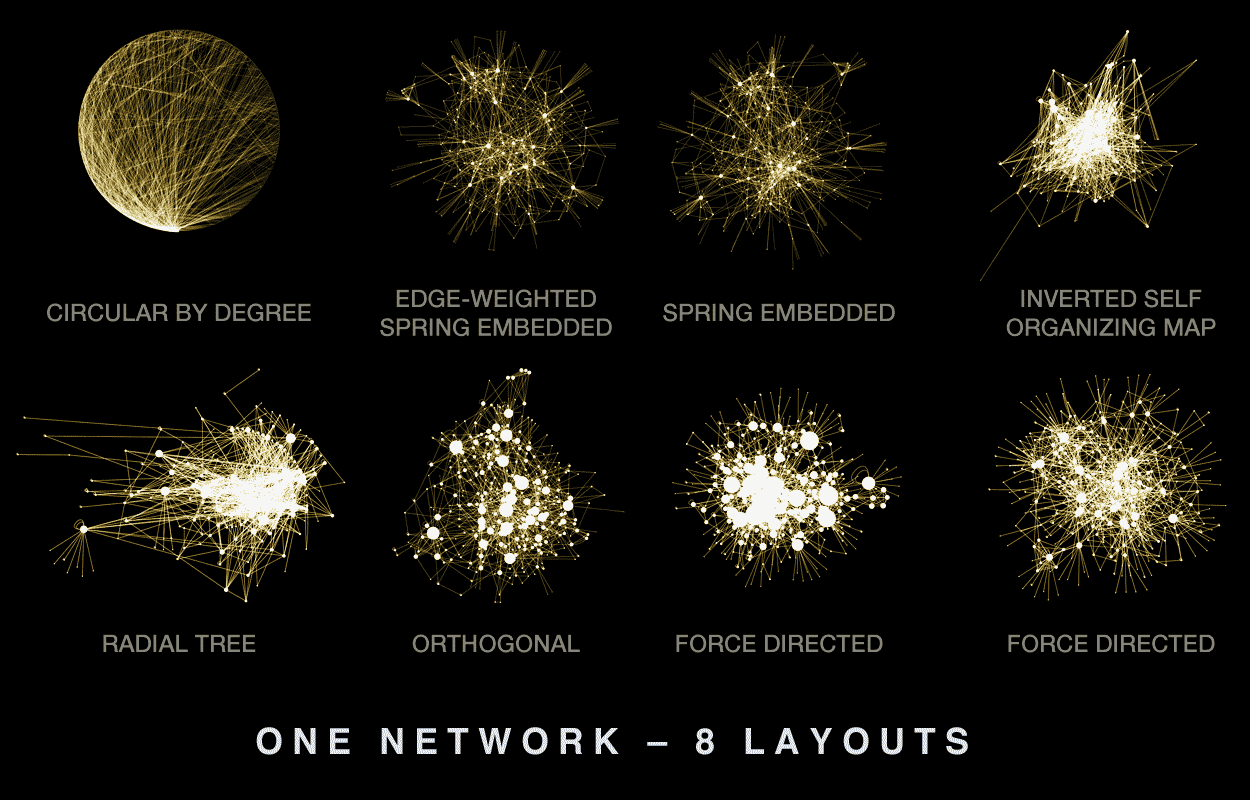 CIRCULAR BY DEGREE
EDGE-WEIGHTED
SPRING EMBEDDED
SPRING EMBEDDED
INVERTED SELF
ORGANIZING MAP
RADIAL TREE
ORTHOGONAL
FORCE DIRECTED
FORCE DIRECTED
ONE NETWORK – 8 LAYOUTS